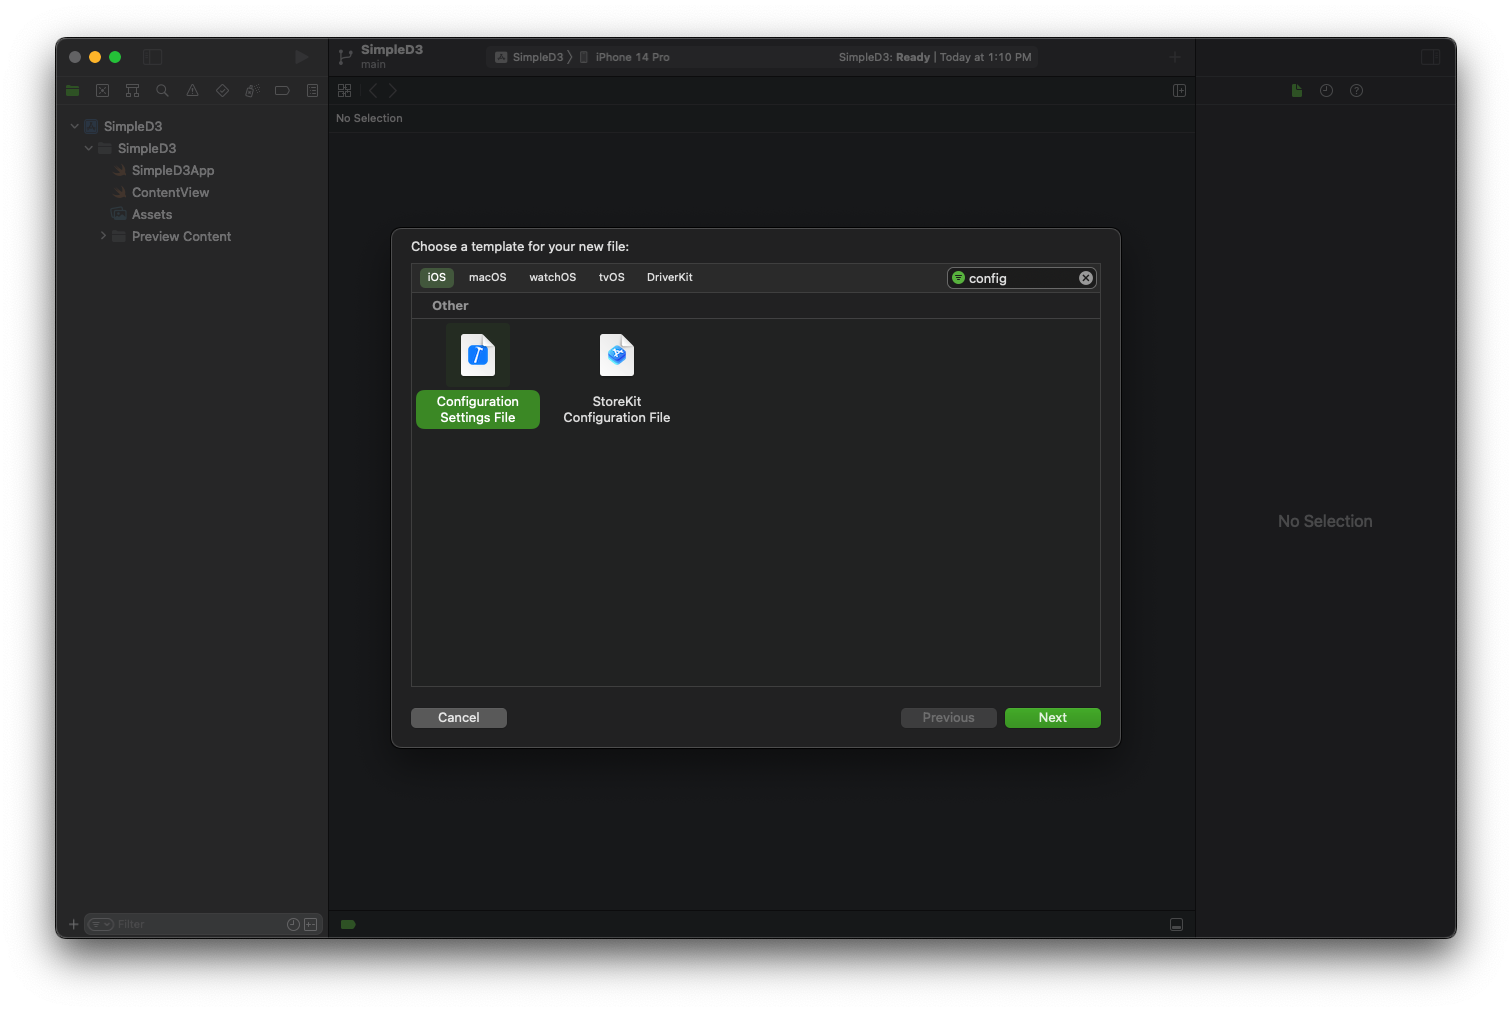 SimpleD3
main
SimpleD3 iPhone 14 Pro
SimpleD3: Ready | Today at 1:10 PM
No Selection
SimpleD3
SimpleD3
SimpleD3App
ContentView
Assets
Preview Content
Choose a template for your new file:
iOS macOS watchOS tvOS DriverKit
config
Other
Configuration
Settings File
StoreKit
Configuration File
Cancel
Previous
Next
No Selection
Filter